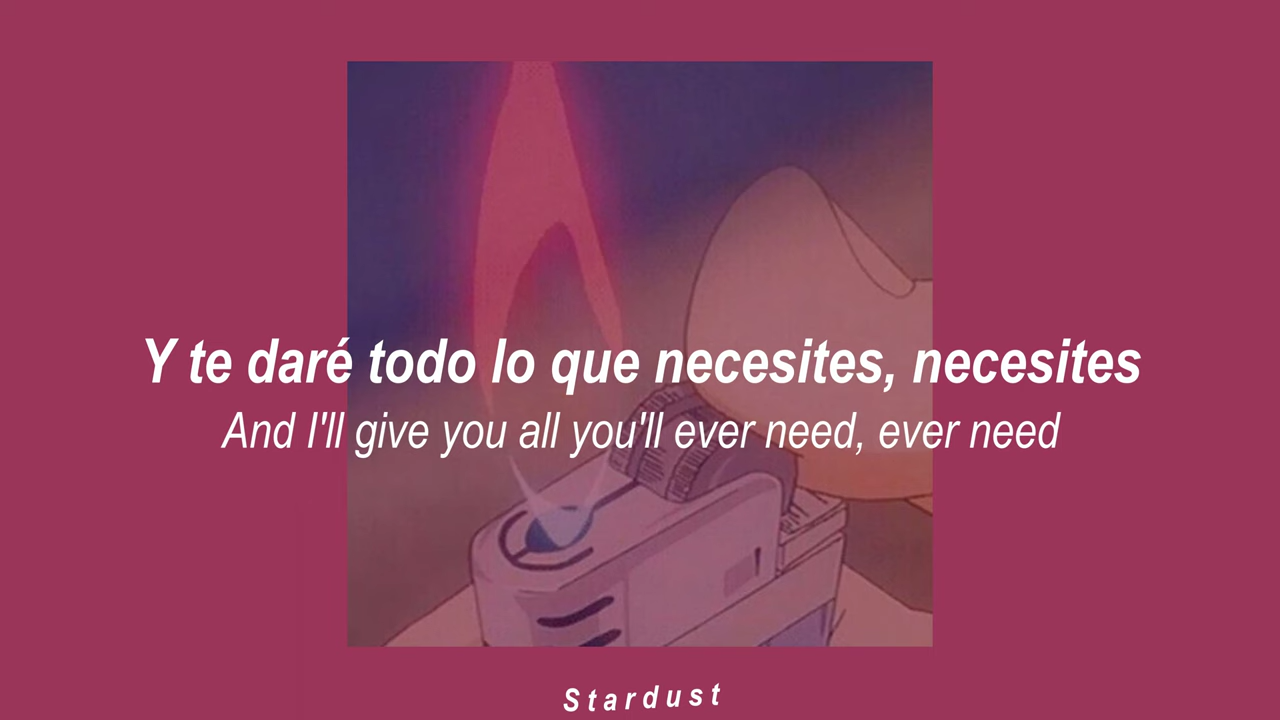 Y te daré todo lo que necesites, necesites
And I'll give you all you'll ever need, ever need
Stardust